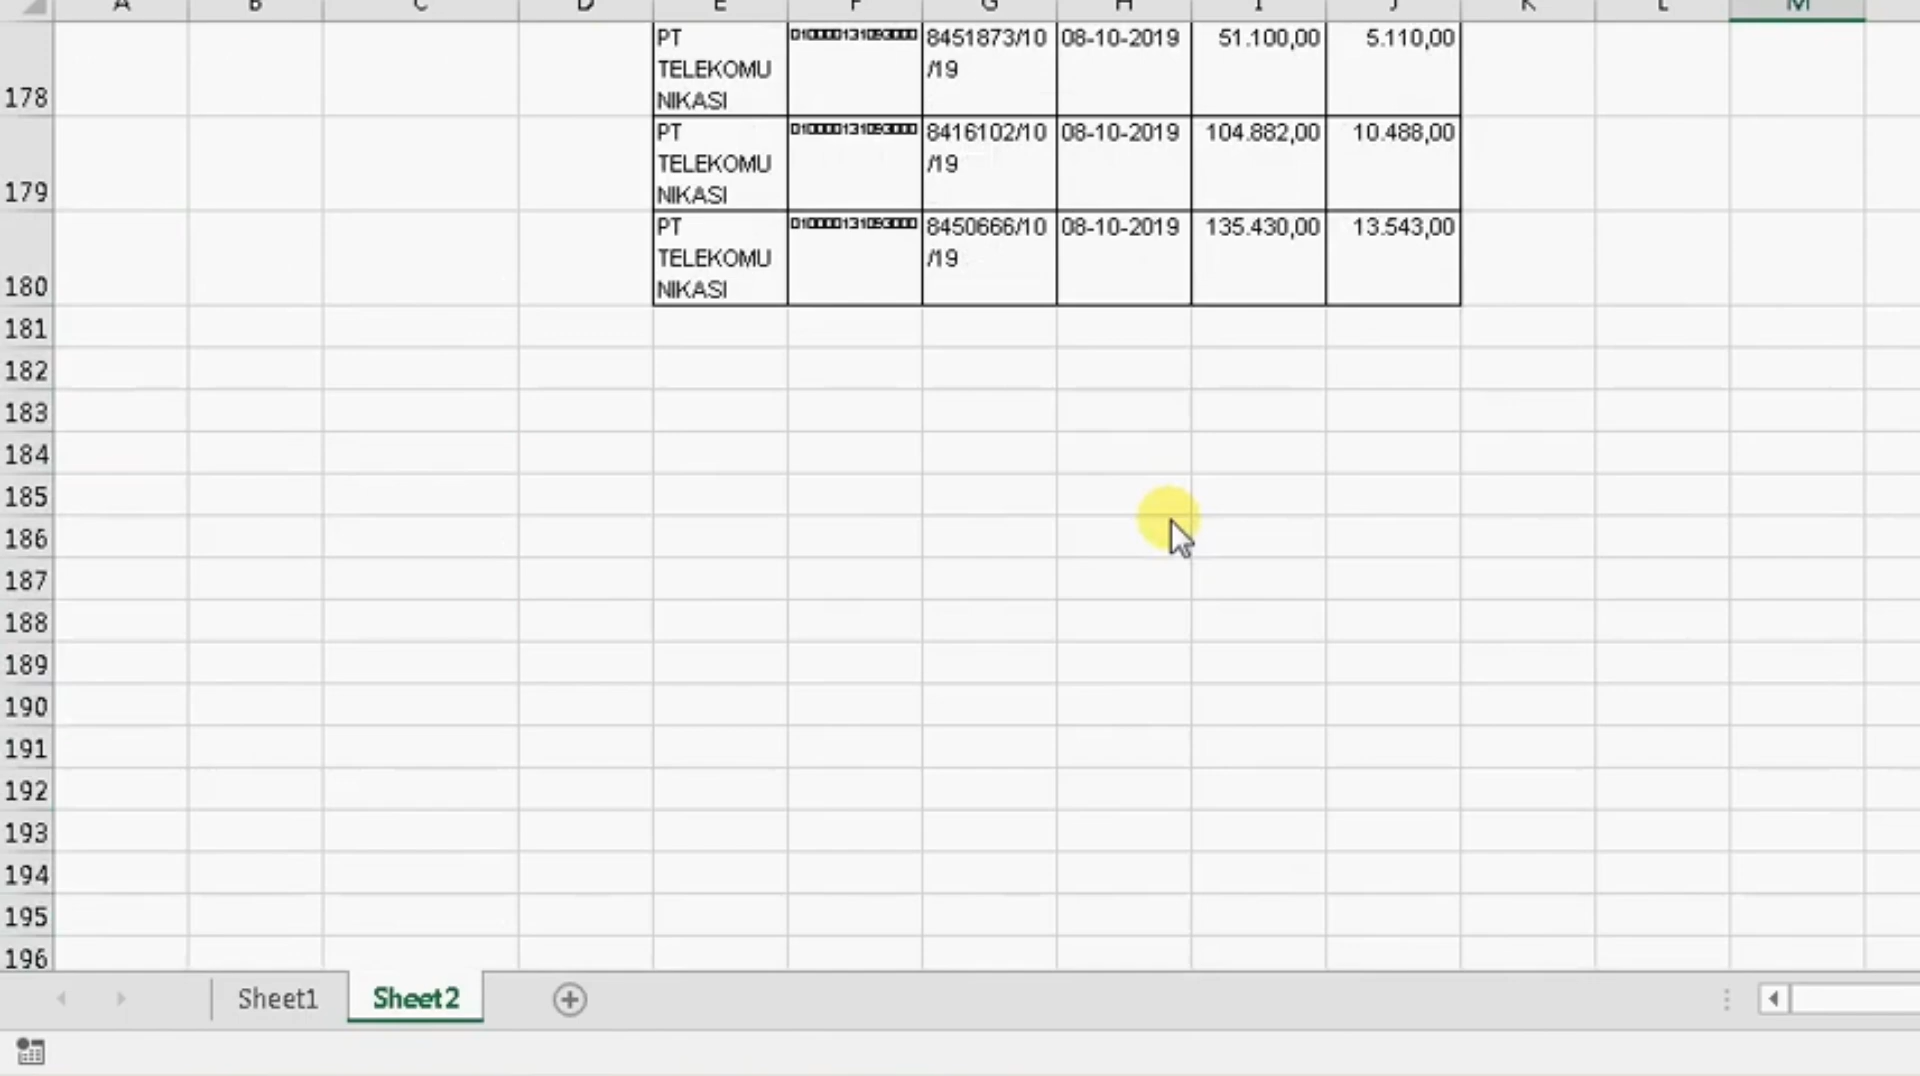 A B C D E F G H I J K L M
178 PT 010000131093000 8451873/10 08-10-2019 51.100,00 5.110,00
TELEKOMU /19
NIKASI
179 PT 010000131093000 8416102/10 08-10-2019 104.882,00 10.488,00
TELEKOMU /19
NIKASI
180 PT 010000131093000 8450666/10 08-10-2019 135.430,00 13.543,00
TELEKOMU /19
NIKASI
181
182
183
184
185
186
187
188
189
190
191
192
193
194
195
196
Sheet1 Sheet2